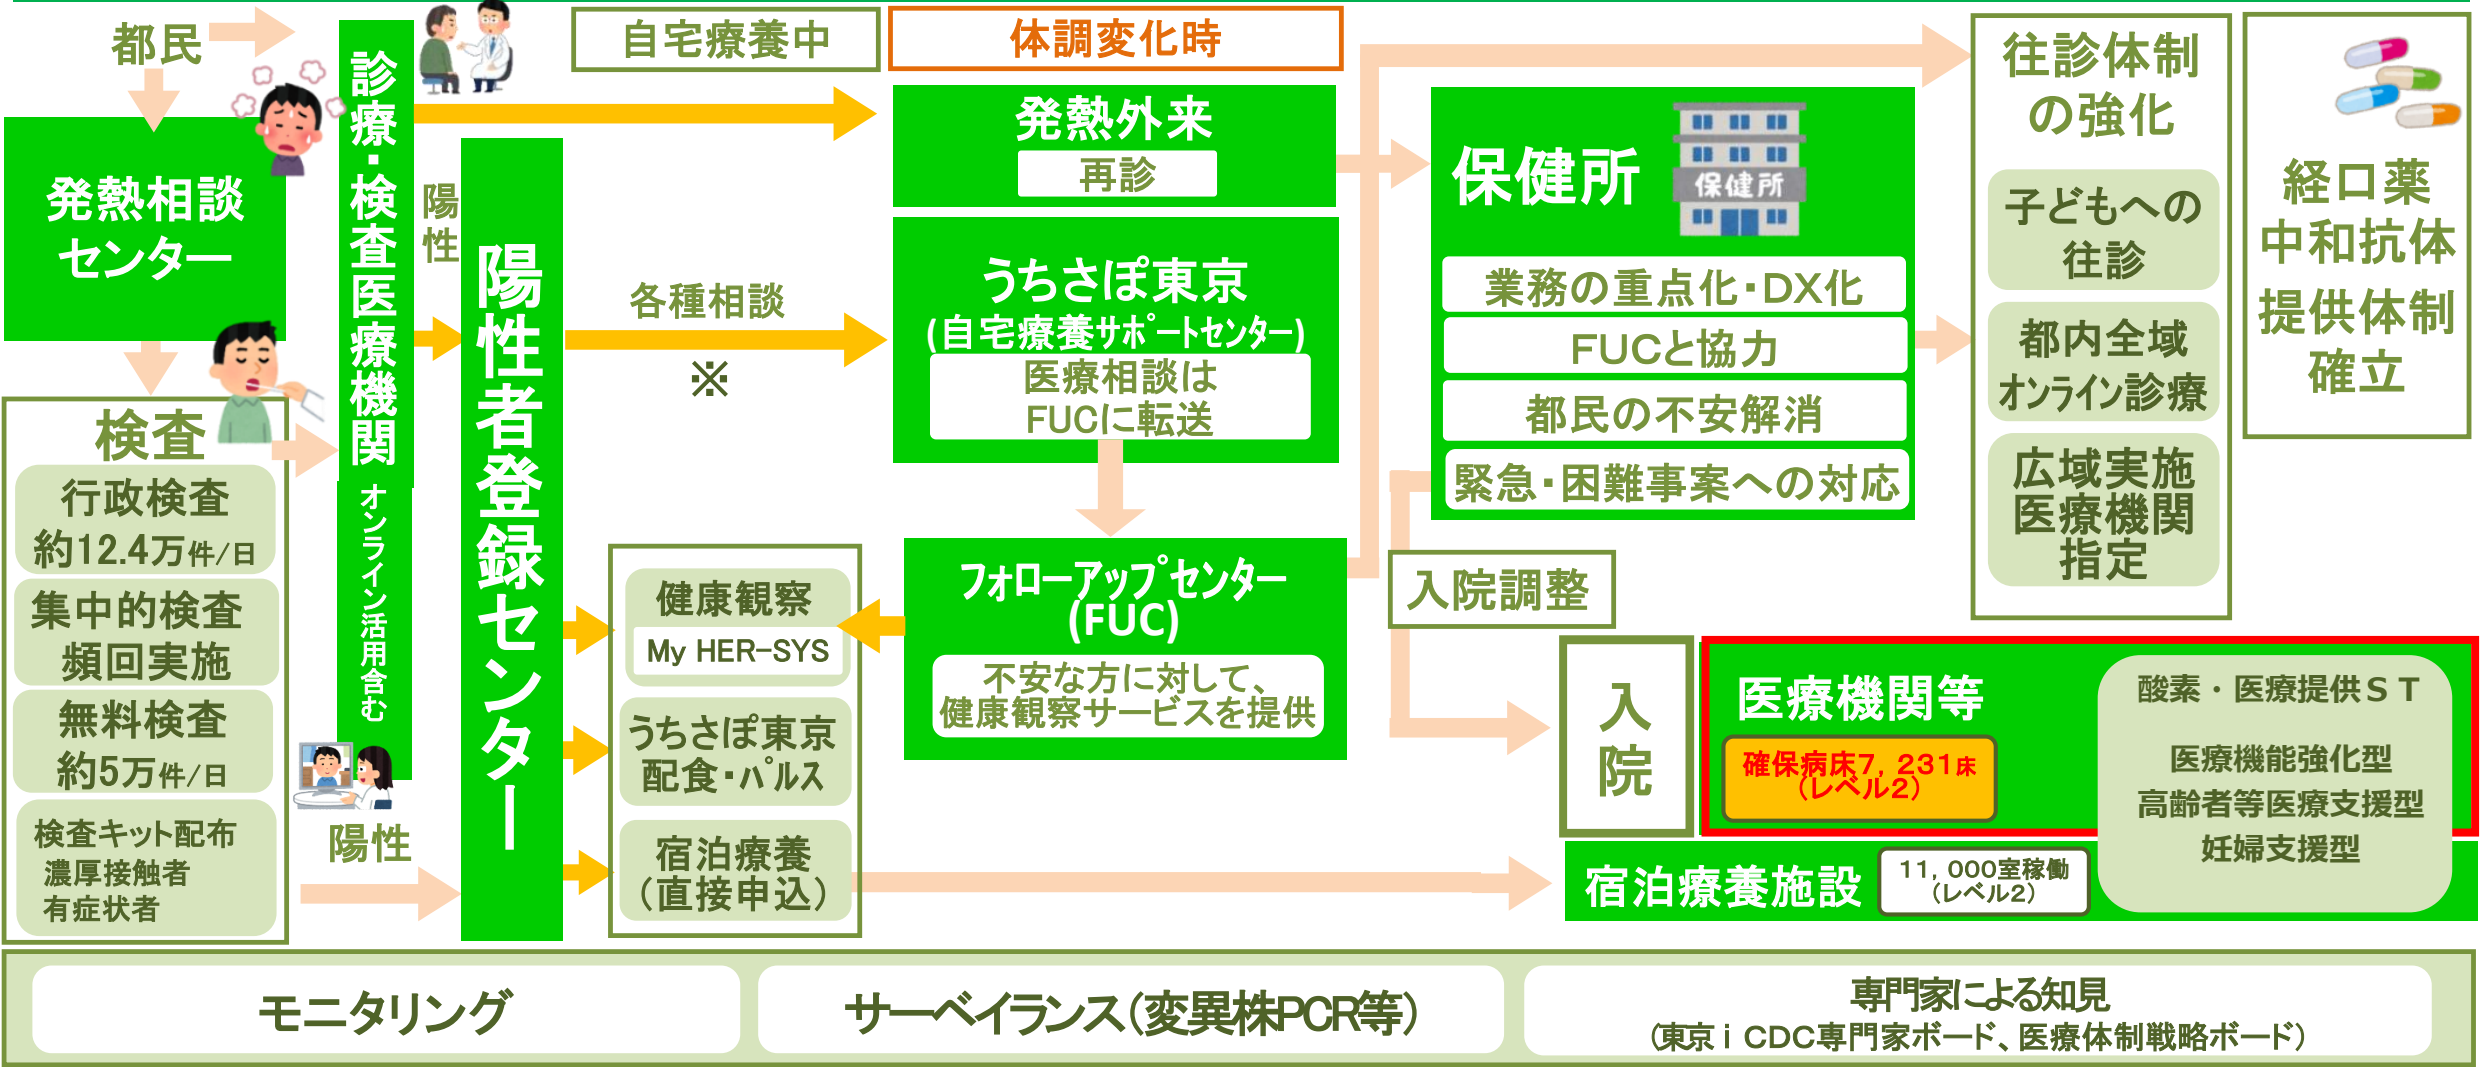 都民
発熱相談
センター
検査
行政検査
約12.4万件/日
集中的検査
頻回実施
無料検査
約5万件/日
検査キット配布
濃厚接触者
有症状者
診療・検査医療機関
オンライン活用含む
陽性
陽性
陽性者登録センター
自宅療養中
各種相談
※
健康観察
My HER-SYS
うちさぽ東京
配食・パルス
宿泊療養
（直接申込）
体調変化時
発熱外来
再診
うちさぽ東京
(自宅療養サポートセンター)
医療相談は
FUCに転送
フォローアップセンター
(FUC)
不安な方に対して、
健康観察サービスを提供
保健所
保健所
業務の重点化・DX化
FUCと協力
都民の不安解消
緊急・困難事案への対応
入院調整
往診体制
の強化
子どもへの
往診
都内全域
オンライン診療
広域実施
医療機関
指定
経口薬
中和抗体
提供体制
確立
入院
医療機関等
確保病床7，231床
（レベル2）
酸素・医療提供ＳＴ
医療機能強化型
高齢者等医療支援型
妊婦支援型
宿泊療養施設
11，000室稼働
（レベル2）
モニタリング
サーベイランス（変異株PCR等）
専門家による知見
（東京ｉＣＤＣ専門家ボード、医療体制戦略ボード）